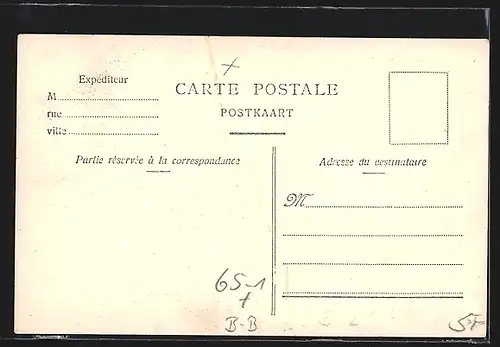 Expéditeur
M
rue
ville
CARTE POSTALE
POSTKAART
Partie réservée à la correspondance
Adresse du destinataire
M
65-1
+
B-B